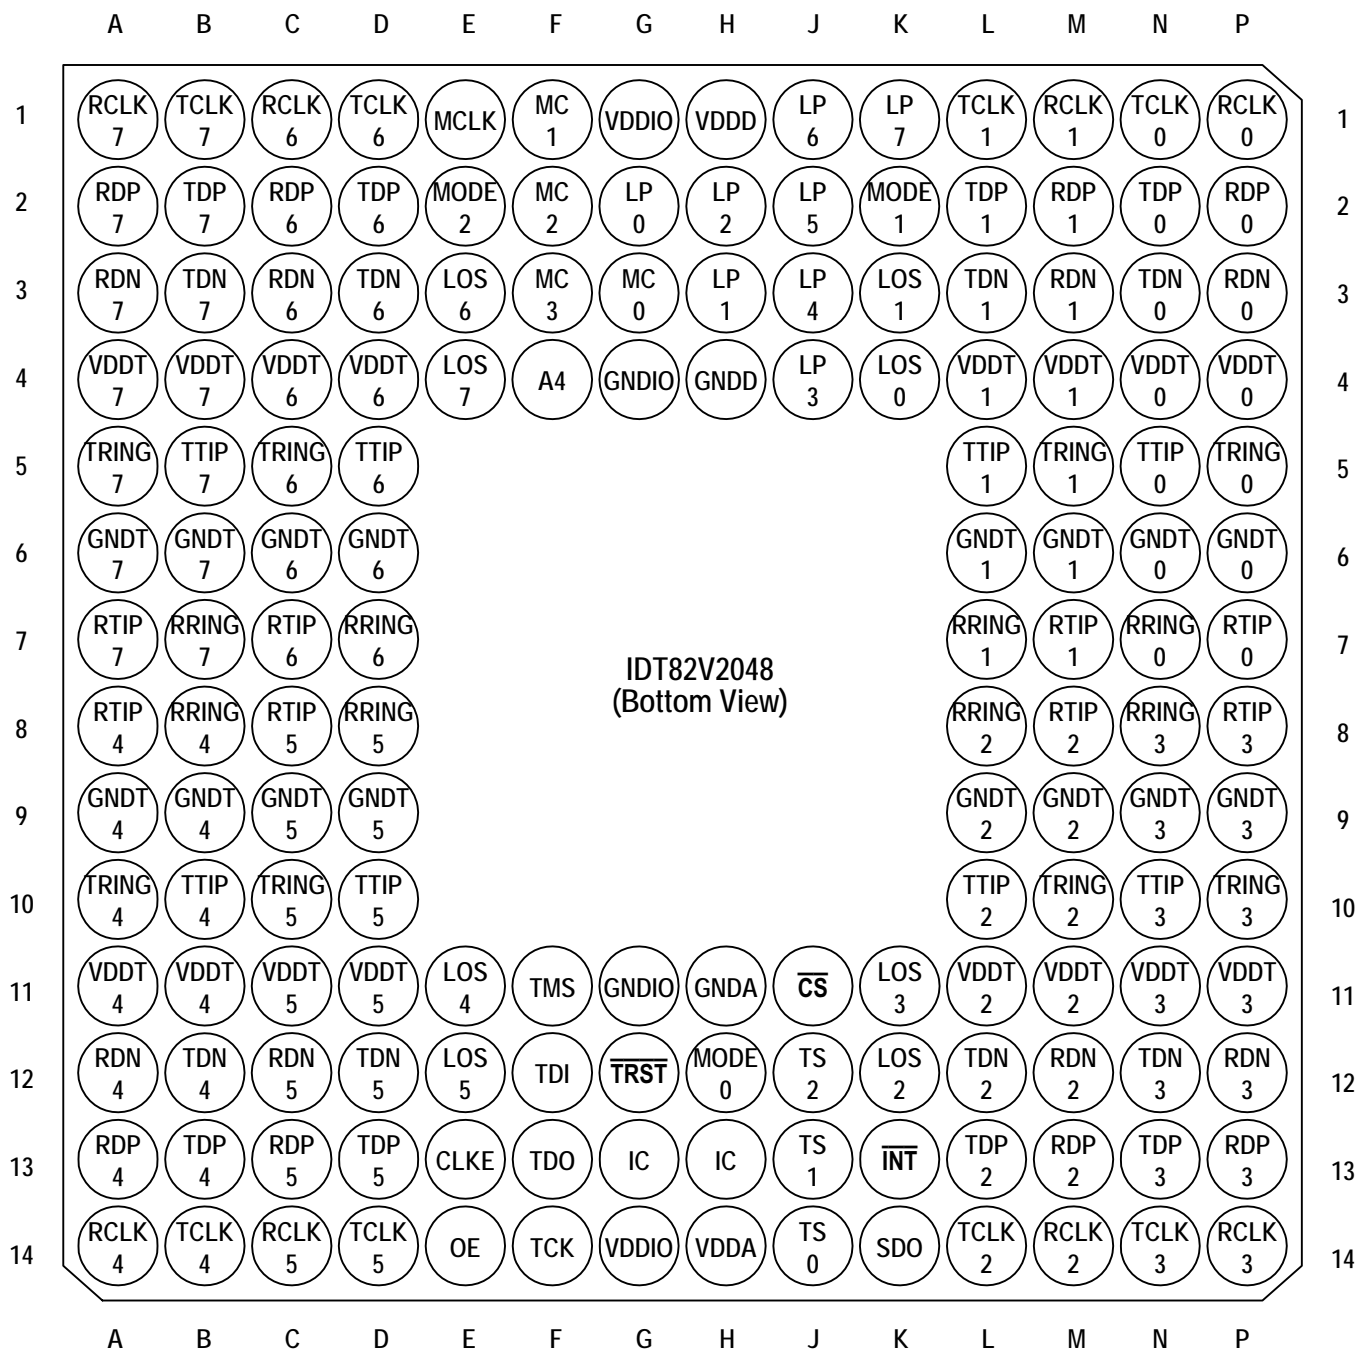 A B C D E F G H J K L M N P
1 RCLK TCLK RCLK TCLK MCLK MC VDDIO VDDD LP LP TCLK RCLK TCLK RCLK 1
7 7 6 6 1 6 7 1 1 0 0
2 RDP TDP RDP TDP MODE MC LP LP LP MODE TDP RDP TDP RDP 2
7 7 6 6 2 2 0 2 5 1 1 1 0 0
3 RDN TDN RDN TDN LOS MC MC LP LP LOS TDN RDN TDN RDN 3
7 7 6 6 6 3 0 1 4 1 1 1 0 0
4 VDDT VDDT VDDT VDDT LOS A4 GNDIO GNDD LP LOS VDDT VDDT VDDT VDDT 4
7 7 6 6 7 3 0 1 1 0 0
5 TRING TTIP TRING TTIP TTIP TRING TTIP TRING 5
7 7 6 6 1 1 0 0
6 GNDT GNDT GNDT GNDT GNDT GNDT GNDT GNDT 6
7 7 6 6 1 1 0 0
7 RTIP RRING RTIP RRING RRING RTIP RRING RTIP 7
7 7 6 6 1 1 0 0
IDT82V2048
(Bottom View)
8 RTIP RRING RTIP RRING RRING RTIP RRING RTIP 8
4 4 5 5 2 2 3 3
9 GNDT GNDT GNDT GNDT GNDT GNDT GNDT GNDT 9
4 4 5 5 2 2 3 3
10 TRING TTIP TRING TTIP TTIP TRING TTIP TRING 10
4 4 5 5 2 2 3 3
11 VDDT VDDT VDDT VDDT LOS TMS GNDIO GNDA CS LOS VDDT VDDT VDDT VDDT 11
4 4 5 5 4 3 2 2 3 3
12 RDN TDN RDN TDN LOS TDI TRST MODE TS LOS TDN RDN TDN RDN 12
4 4 5 5 5 0 2 2 2 2 3 3
13 RDP TDP RDP TDP CLKE TDO IC IC TS INT TDP RDP TDP RDP 13
4 4 5 5 1 2 2 3 3
14 RCLK TCLK RCLK TCLK OE TCK VDDIO VDDA TS SDO TCLK RCLK TCLK RCLK 14
4 4 5 5 0 2 2 3 3
A B C D E F G H J K L M N P